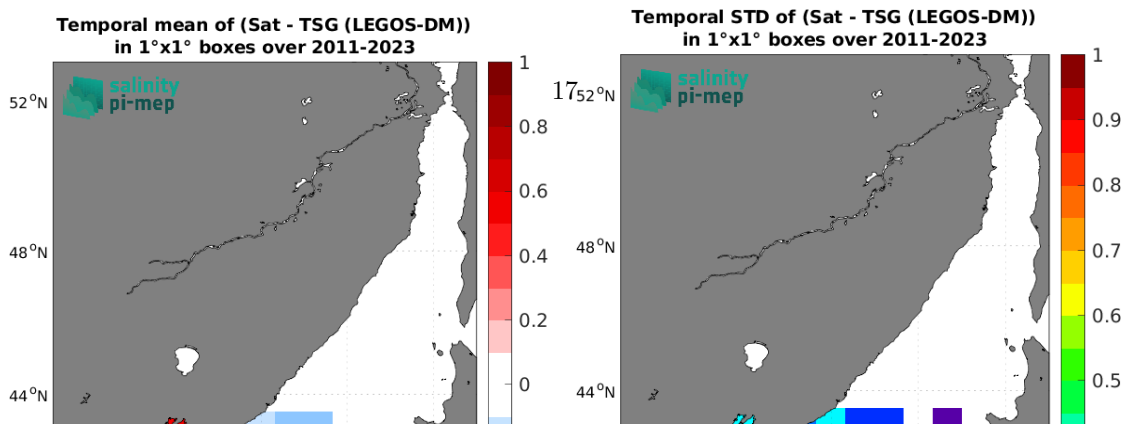 Temporal mean of (Sat - TSG (LEGOS-DM))
in 1°x1° boxes over 2011-2023
salinity
pi-mep
52°N
48°N
44°N
1
0.8
0.6
0.4
0.2
0
17
Temporal STD of (Sat - TSG (LEGOS-DM))
in 1°x1° boxes over 2011-2023
salinity
pi-mep
52°N
48°N
44°N
1
0.9
0.8
0.7
0.6
0.5